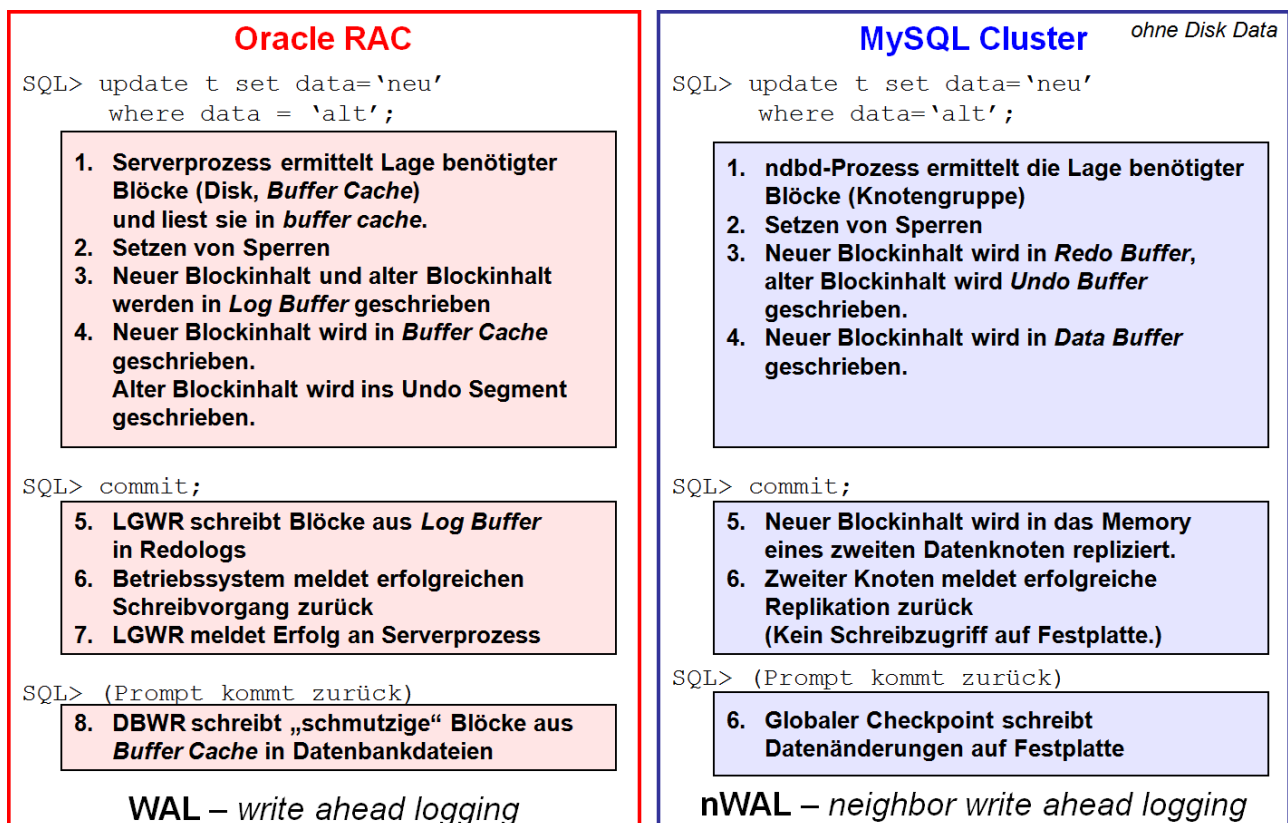 Oracle RAC
SQL> update t set data=‘neu’
where data = ‘alt’;
1. Serverprozess ermittelt Lage benötigter
Blöcke (Disk, Buffer Cache)
und liest sie in buffer cache.
2. Setzen von Sperren
3. Neuer Blockinhalt und alter Blockinhalt
werden in Log Buffer geschrieben
4. Neuer Blockinhalt wird in Buffer Cache
geschrieben.
Alter Blockinhalt wird ins Undo Segment
geschrieben.
SQL> commit;
5. LGWR schreibt Blöcke aus Log Buffer
in Redologs
6. Betriebssystem meldet erfolgreichen
Schreibvorgang zurück
7. LGWR meldet Erfolg an Serverprozess
SQL> (Prompt kommt zurück)
8. DBWR schreibt „schmutzige“ Blöcke aus
Buffer Cache in Datenbankdateien
WAL – write ahead logging
MySQL Cluster
ohne Disk Data
SQL> update t set data=‘neu’
where data=‘alt’;
1. ndbd-Prozess ermittelt die Lage benötigter
Blöcke (Knotengruppe)
2. Setzen von Sperren
3. Neuer Blockinhalt wird in Redo Buffer,
alter Blockinhalt wird Undo Buffer
geschrieben.
4. Neuer Blockinhalt wird in Data Buffer
geschrieben.
SQL> commit;
5. Neuer Blockinhalt wird in das Memory
eines zweiten Datenknoten repliziert.
6. Zweiter Knoten meldet erfolgreiche
Replikation zurück
(Kein Schreibzugriff auf Festplatte.)
SQL> (Prompt kommt zurück)
6. Globaler Checkpoint schreibt
Datenänderungen auf Festplatte
nWAL – neighbor write ahead logging